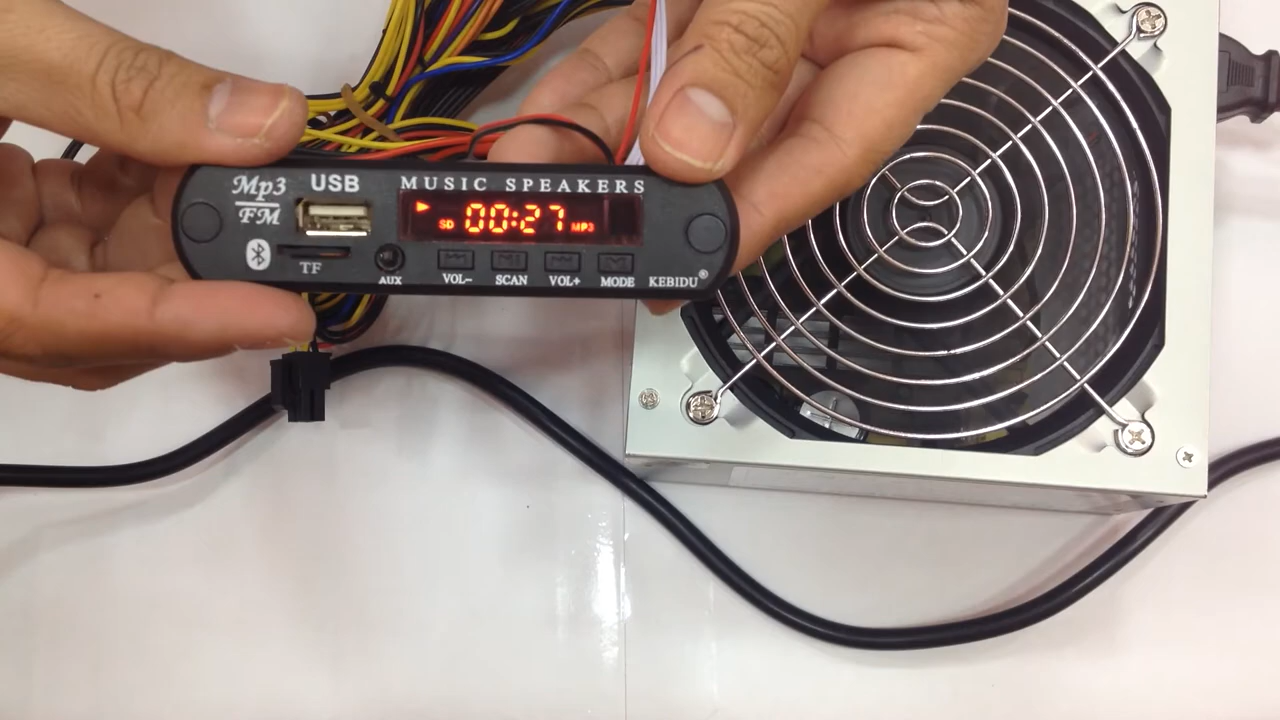 Mp3
FM
USB
MUSIC SPEAKERS
SD 00:27 MP3
TF
AUX
VOL-
SCAN
VOL+
MODE
KEBIDU®